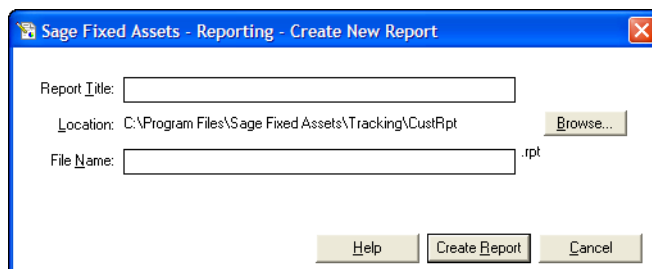 Sage Fixed Assets - Reporting - Create New Report
Report Title:
Location: C:\Program Files\Sage Fixed Assets\Tracking\CustRpt Browse...
File Name: .rpt
Help Create Report Cancel